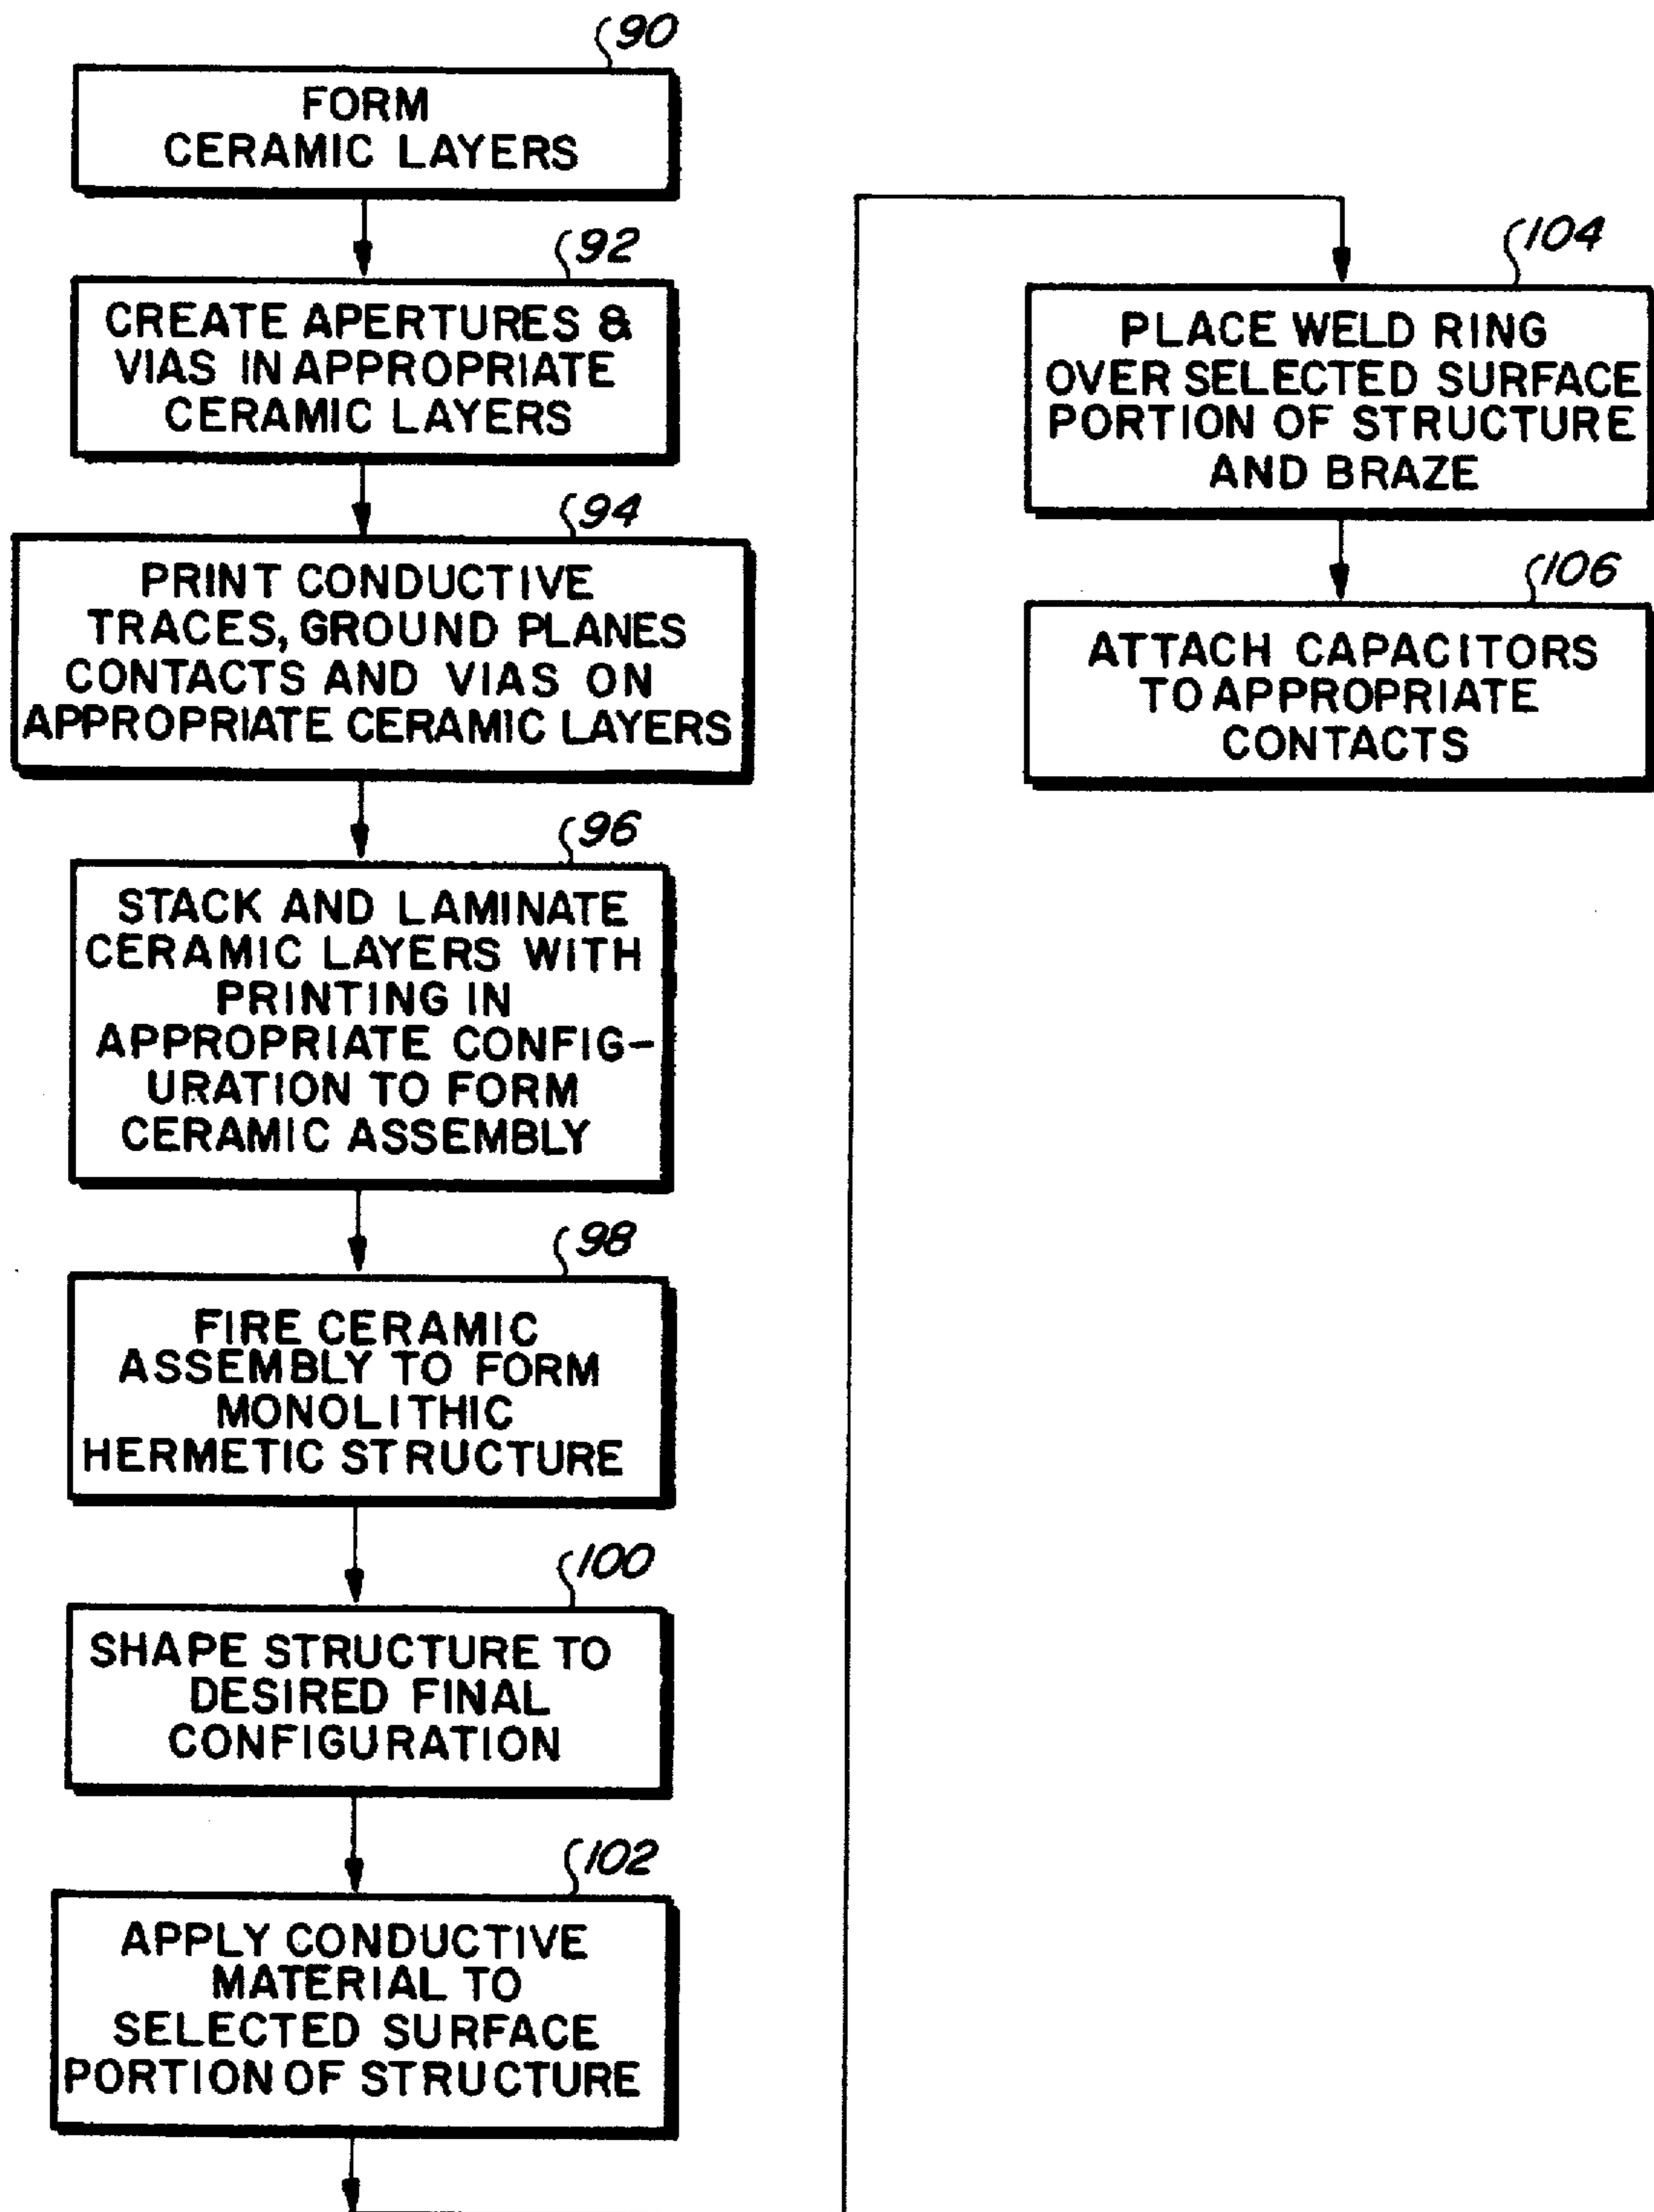 90
FORM
CERAMIC LAYERS
92
CREATE APERTURES &
VIAS IN APPROPRIATE
CERAMIC LAYERS
94
PRINT CONDUCTIVE
TRACES, GROUND PLANES
CONTACTS AND VIAS ON
APPROPRIATE CERAMIC LAYERS
96
STACK AND LAMINATE
CERAMIC LAYERS WITH
PRINTING IN
APPROPRIATE CONFIG-
URATION TO FORM
CERAMIC ASSEMBLY
98
FIRE CERAMIC
ASSEMBLY TO FORM
MONOLITHIC
HERMETIC STRUCTURE
100
SHAPE STRUCTURE TO
DESIRED FINAL
CONFIGURATION
102
APPLY CONDUCTIVE
MATERIAL TO
SELECTED SURFACE
PORTION OF STRUCTURE
104
PLACE WELD RING
OVER SELECTED SURFACE
PORTION OF STRUCTURE
AND BRAZE
106
ATTACH CAPACITORS
TO APPROPRIATE
CONTACTS